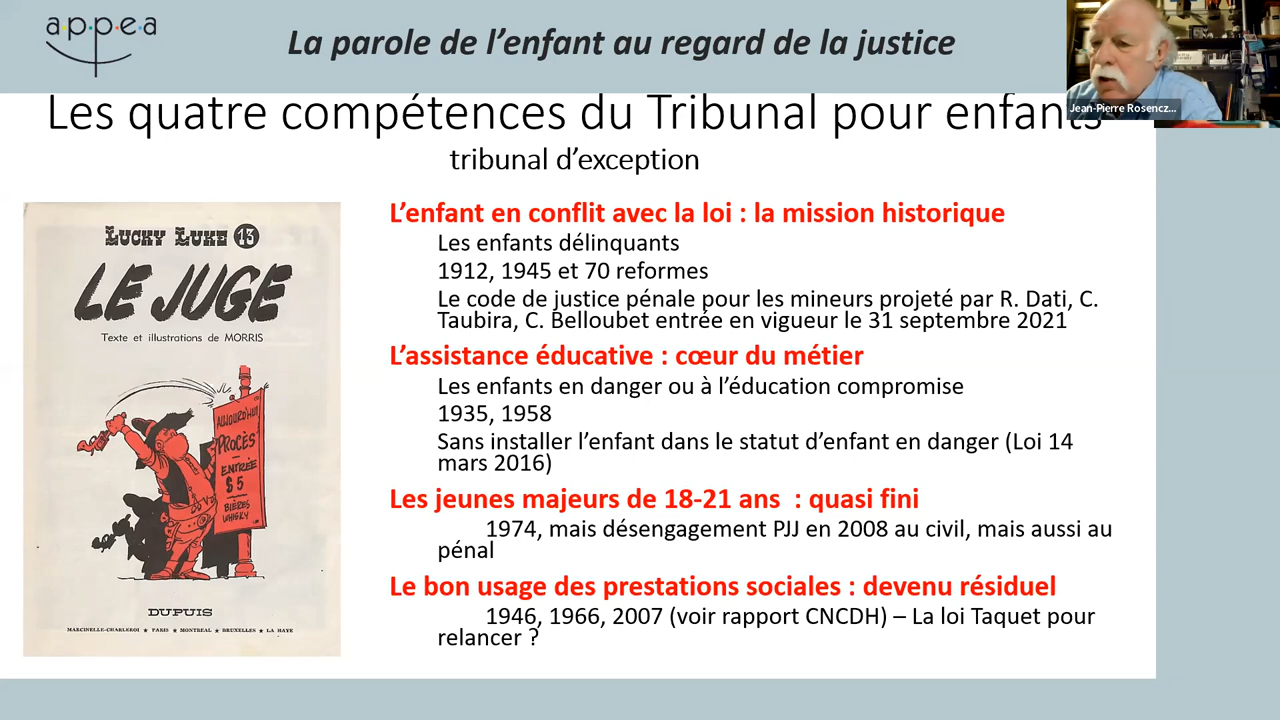 appea
La parole de l'enfant au regard de la justice
Jean-Pierre Rosencz...
Les quatre compétences du Tribunal pour enfants
tribunal d'exception
LUCKY LUKE 13
LE JUGE
Texte et illustrations de MORRIS
AUJOURD'HUI
PROCÈS
ENTRÉE
$5
BIÈRES
WHISKY
DUPUIS
MARCINELLE-CHARLEROI ★ PARIS ★ MONTREAL ★ BRUXELLES ★ LA HAYE
L'enfant en conflit avec la loi : la mission historique
Les enfants délinquants
1912, 1945 et 70 reformes
Le code de justice pénale pour les mineurs projeté par R. Dati, C.
Taubira, C. Belloubet entrée en vigueur le 31 septembre 2021
L'assistance éducative : cœur du métier
Les enfants en danger ou à l'éducation compromise
1935, 1958
Sans installer l'enfant dans le statut d'enfant en danger (Loi 14
mars 2016)
Les jeunes majeurs de 18-21 ans : quasi fini
1974, mais désengagement PJJ en 2008 au civil, mais aussi au
pénal
Le bon usage des prestations sociales : devenu résiduel
1946, 1966, 2007 (voir rapport CNCDH) – La loi Taquet pour
relancer ?